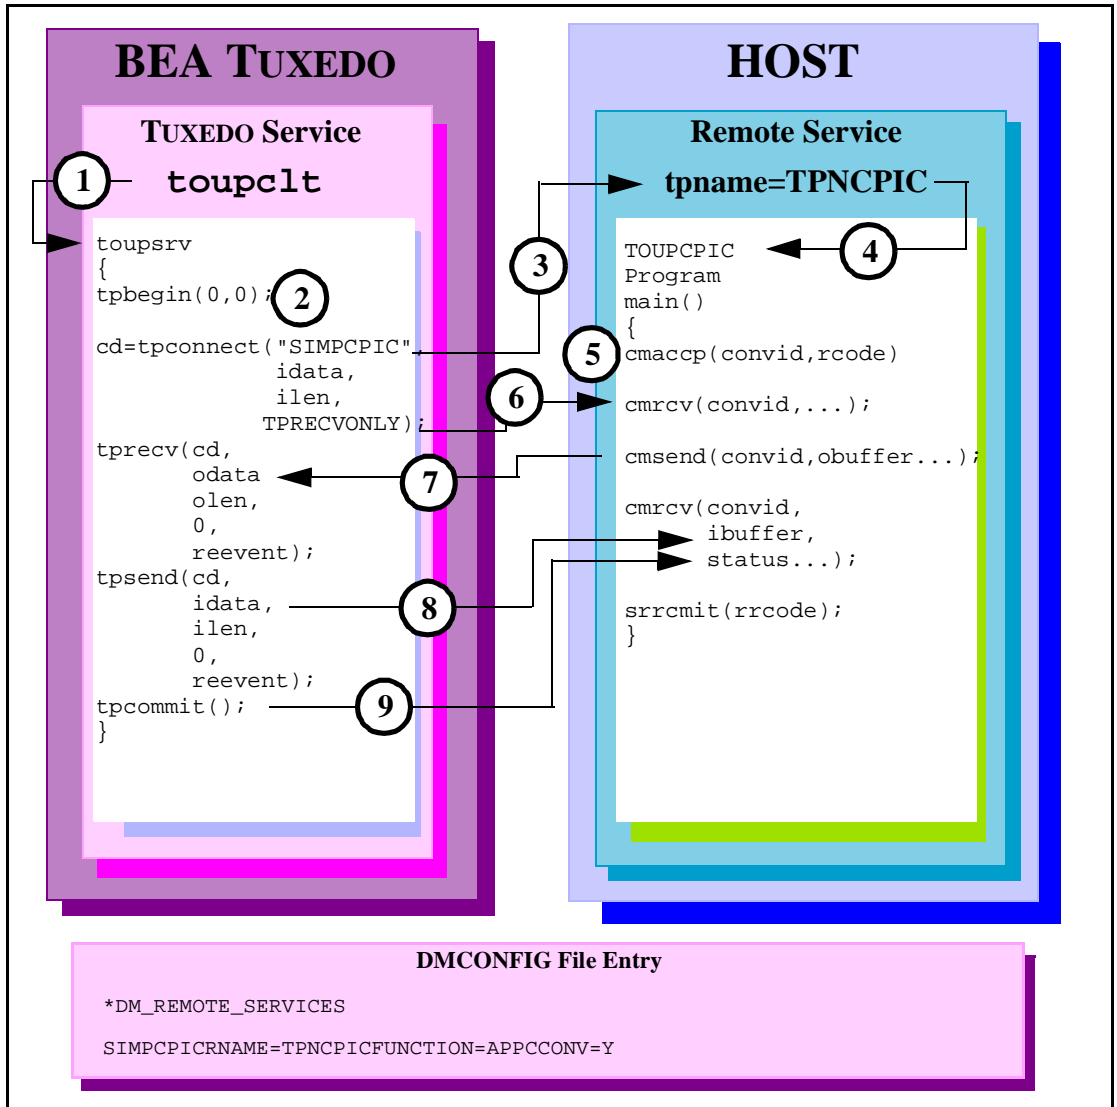 BEA TUXEDO
TUXEDO Service
1
toupclt
toupsrv
{
tpbegin(0,0);
2
cd=tpconnect("SIMPCPIC",
idata,
ilen,
TPRECVONLY);
tprecv(cd,
odata
olen,
0,
reevent);
tpsend(cd,
idata,
ilen,
0,
reevent);
tpcommit();
}
3
6
7
8
9
HOST
Remote Service
tpname=TPNCPIC
4
TOUPCPIC
Program
main()
{
5
cmaccp(convid,rcode)
cmrcv(convid,...);
cmsend(convid,obuffer...);
cmrcv(convid,
ibuffer,
status...);
srrcmit(rrcode);
}
DMCONFIG File Entry
*DM_REMOTE_SERVICES
SIMPCPICRNAME=TPNCPICFUNCTION=APPCCONV=Y